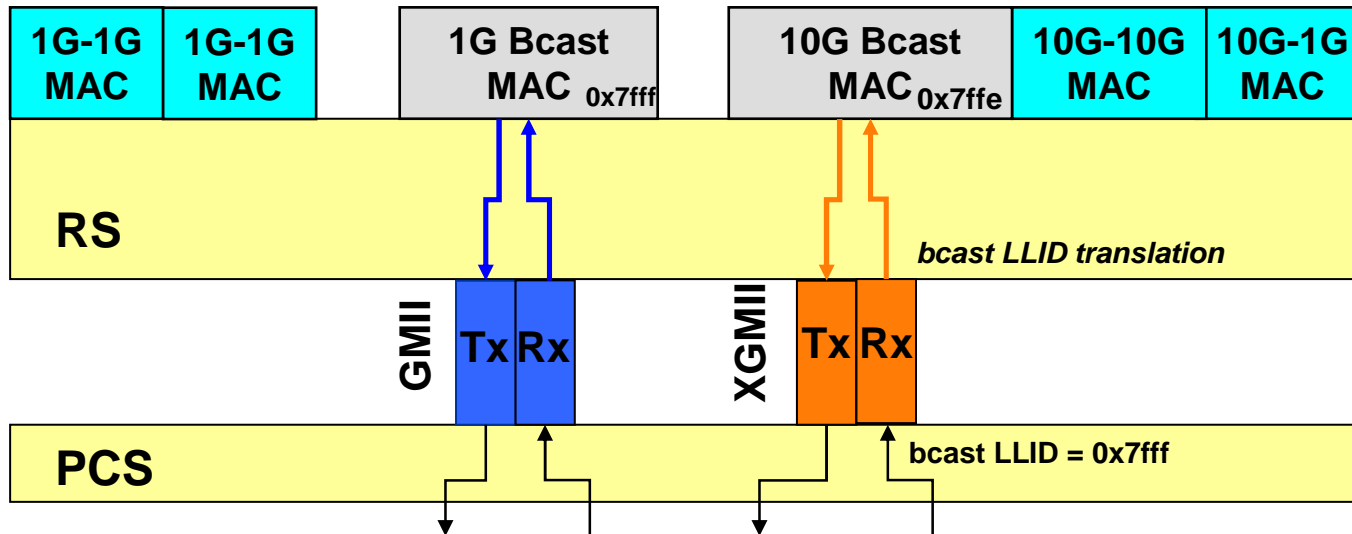 1G-1G
MAC
1G-1G
MAC
1G Bcast
MAC 0x7fff
10G Bcast
MAC 0x7ffe
10G-10G
MAC
10G-1G
MAC
RS
bcast LLID translation
GMII
Tx
Rx
XGMII
Tx
Rx
PCS
bcast LLID = 0x7fff